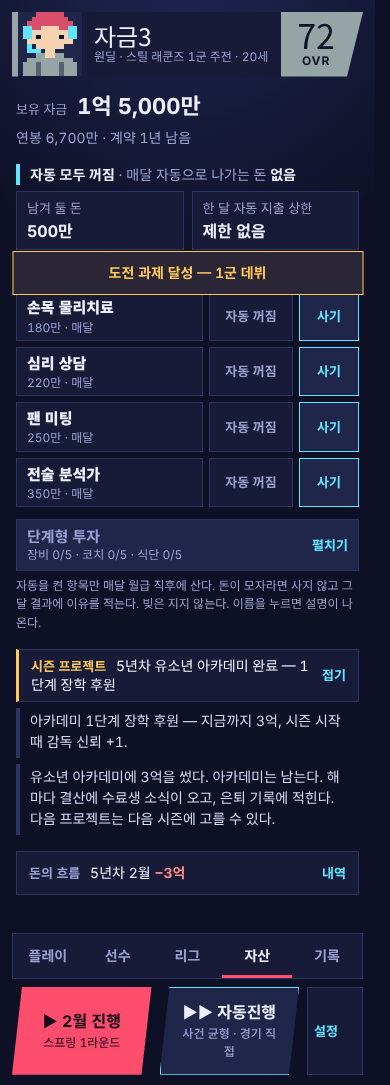 자금3
원딜 · 스틸 래쿤즈 1군 주전 · 20세
72
OVR
보유 자금 1억 5,000만
연봉 6,700만 · 계약 1년 남음
자동 모두 꺼짐 · 매달 자동으로 나가는 돈 없음
남겨 둘 돈
500만
한 달 자동 지출 상한
제한 없음
도전 과제 달성 — 1군 데뷔
손목 물리치료
180만 · 매달
자동 꺼짐
사기
심리 상담
220만 · 매달
자동 꺼짐
사기
팬 미팅
250만 · 매달
자동 꺼짐
사기
전술 분석가
350만 · 매달
자동 꺼짐
사기
단계형 투자
장비 0/5 · 코치 0/5 · 식단 0/5
펼치기
자동을 켠 항목만 매달 월급 직후에 산다. 돈이 모자라면 사지 않고 그
달 결과에 이유를 적는다. 빚은 지지 않는다. 이름을 누르면 설명이 나
온다.
시즌 프로젝트 5년차 유소년 아카데미 완료 — 1
단계 장학 후원
접기
아카데미 1단계 장학 후원 — 지금까지 3억, 시즌 시작
때 감독 신뢰 +1.
유소년 아카데미에 3억을 썼다. 아카데미는 남는다. 해
마다 결산에 수료생 소식이 오고, 은퇴 기록에 적힌다.
다음 프로젝트는 다음 시즌에 고를 수 있다.
돈의 흐름 5년차 2월 −3억
내역
플레이
선수
리그
자산
기록
▶ 2월 진행
스프링 1라운드
▶▶ 자동진행
사건 균형 · 경기 직
접
설정